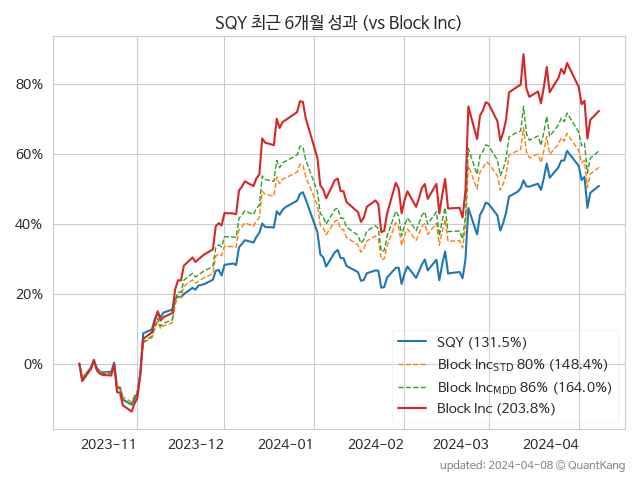 SQY 최근 6개월 성과 (vs Block Inc)
80%
60%
40%
20%
0%
SQY (131.5%)
Block IncSTD 80% (148.4%)
Block IncMDD 86% (164.0%)
Block Inc (203.8%)
2023-11 2023-12 2024-01 2024-02 2024-03 2024-04
updated: 2024-04-08 © QuantKang